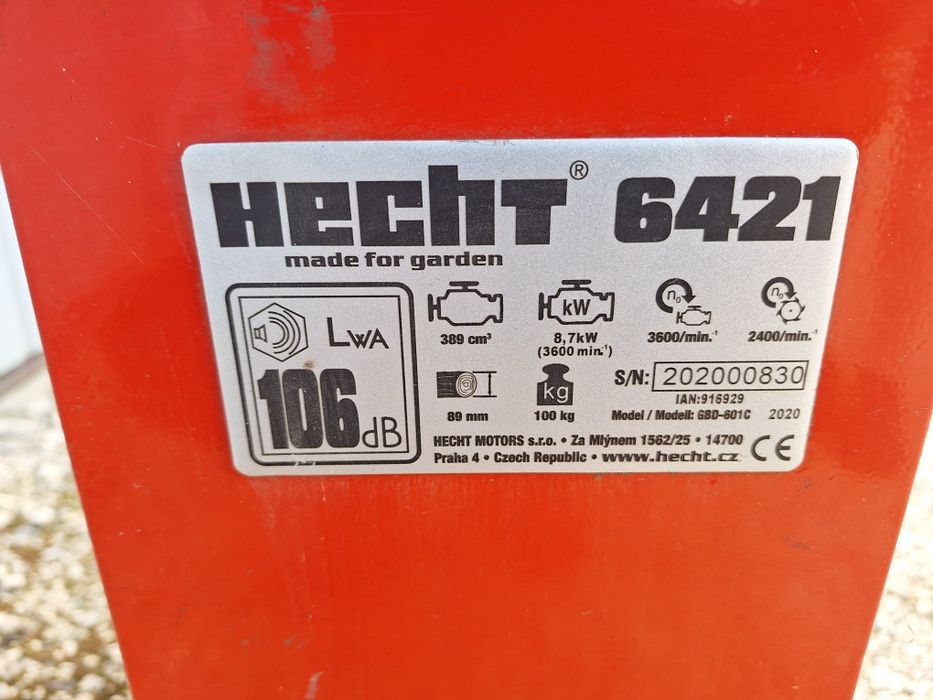 HECHT® 6421
made for garden
LWA
106dB
389 cm³
kW
8,7kW
(3600 min.⁻¹)
n₀
3600/min.⁻¹
n₀
2400/min.⁻¹
89 mm
kg
100 kg
S/N: 202000830
IAN:916929
Model / Modell: GBD-601C 2020
HECHT MOTORS s.r.o. • Za Mlýnem 1562/25 • 14700
Praha 4 • Czech Republic • www.hecht.cz CE